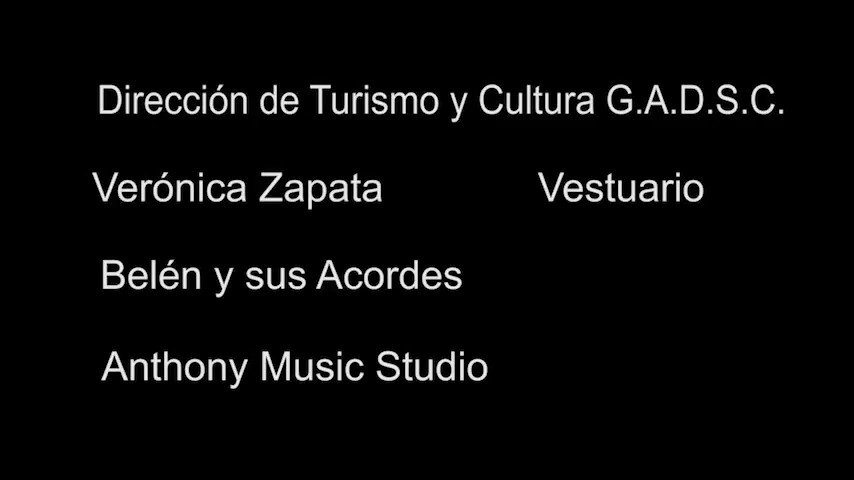 Dirección de Turismo y Cultura G.A.D.S.C.
Verónica Zapata Vestuario
Belén y sus Acordes
Anthony Music Studio